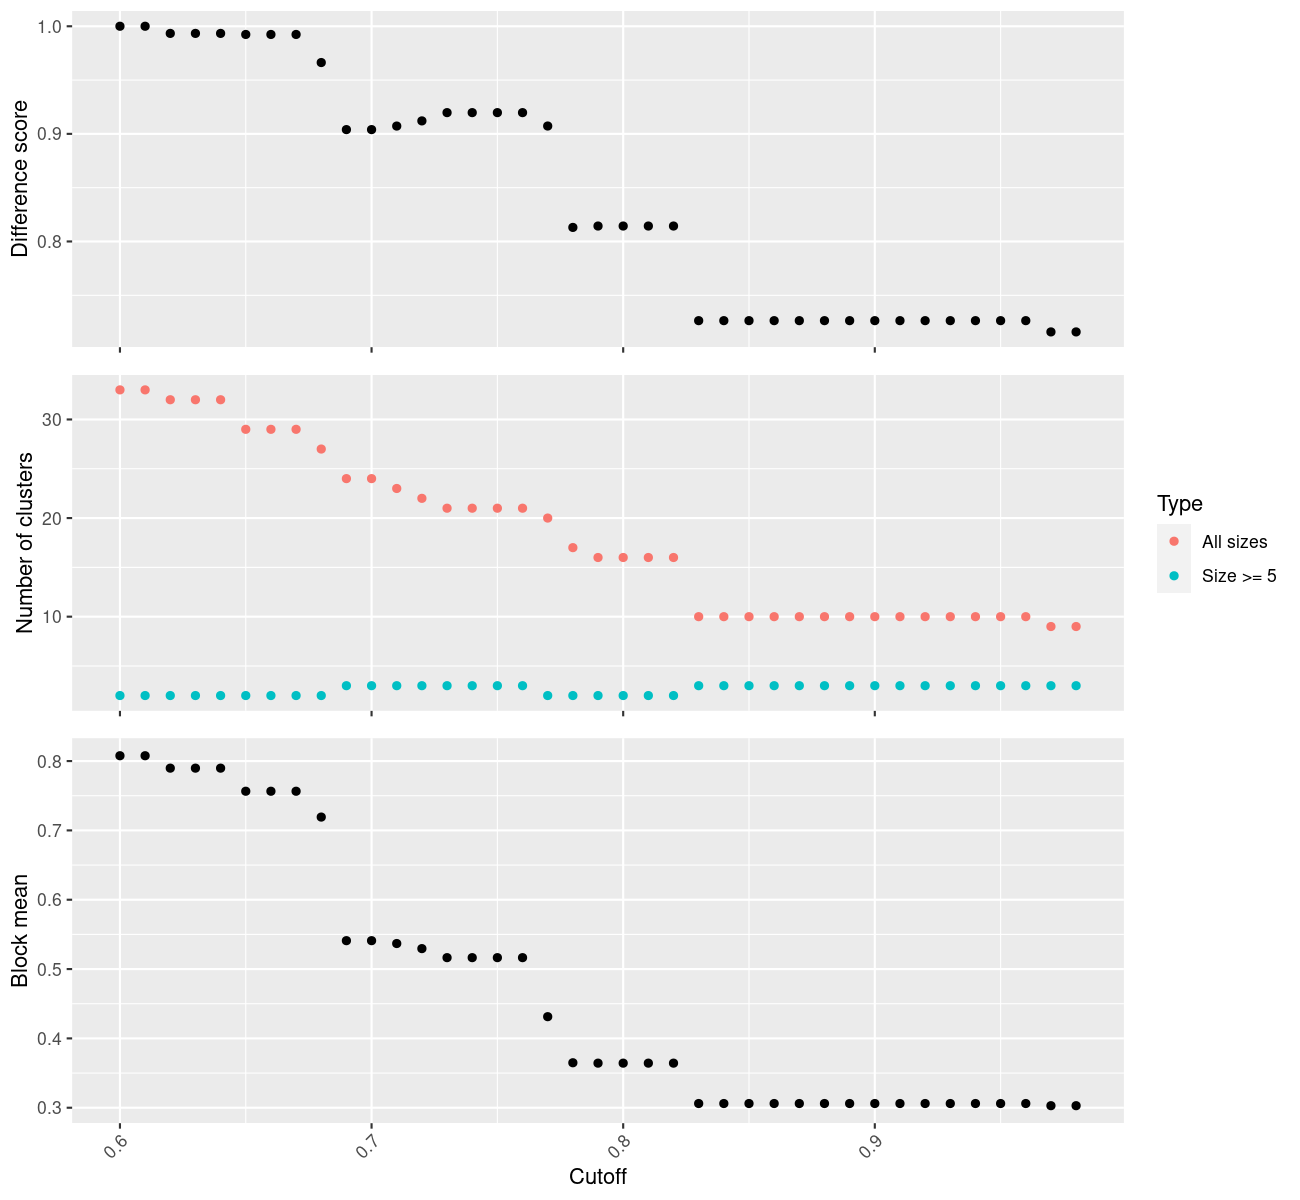 Difference score
1.0
0.9
0.8
Number of clusters
30
20
10
Type
All sizes
Size >= 5
Block mean
0.8
0.7
0.6
0.5
0.4
0.3
0.6
0.7
0.8
0.9
Cutoff